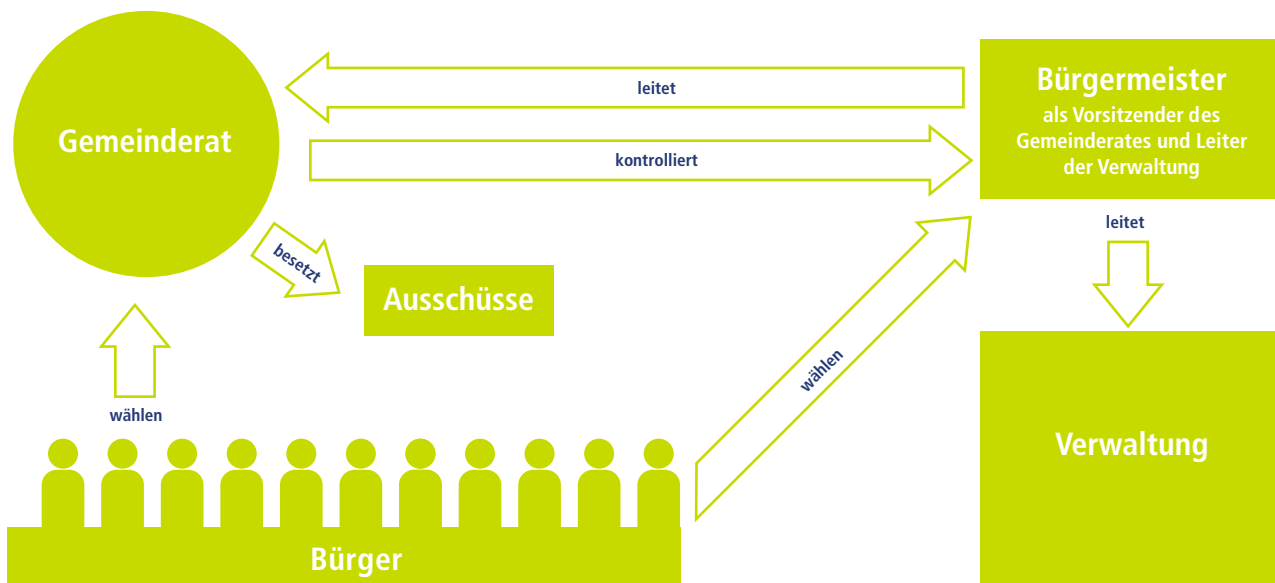 Gemeinderat
leitet
kontrolliert
Bürgermeister
als Vorsitzender des
Gemeinderates und Leiter
der Verwaltung
besetzt
Ausschüsse
leitet
wählen
wählen
Verwaltung
Bürger